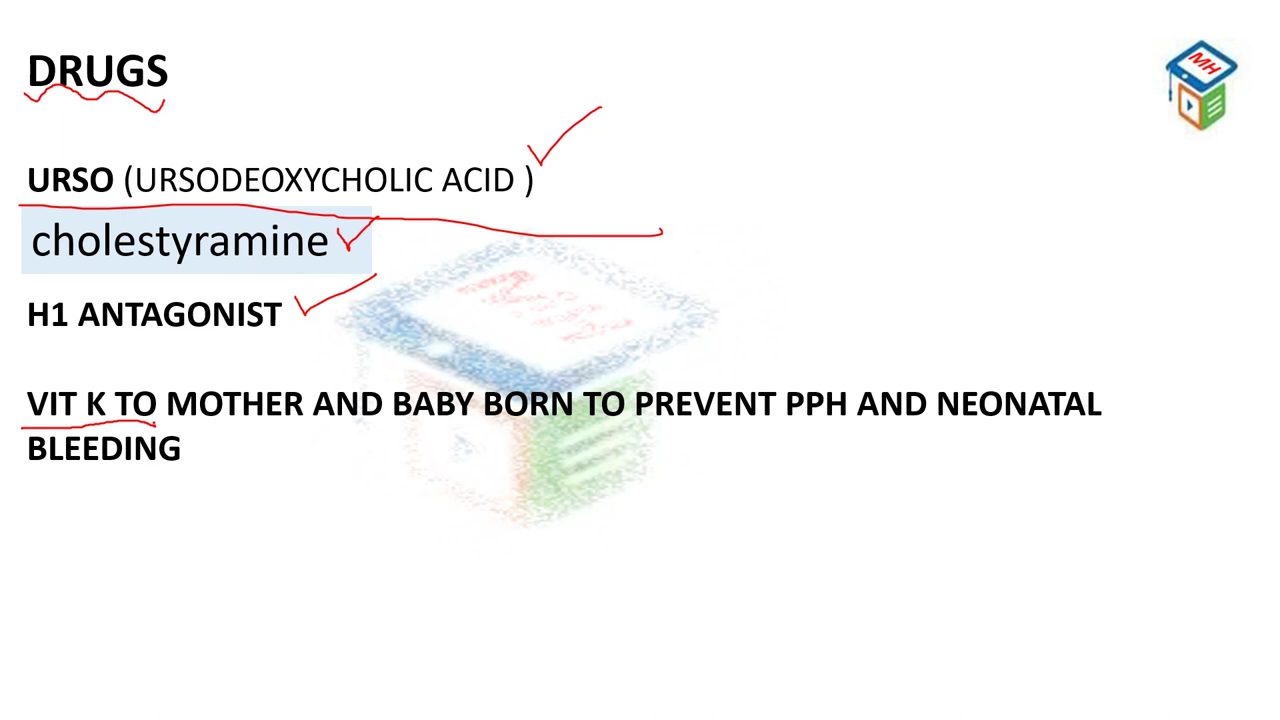 DRUGS
MH
URSO (URSODEOXYCHOLIC ACID )
cholestyramine
H1 ANTAGONIST
VIT K TO MOTHER AND BABY BORN TO PREVENT PPH AND NEONATAL
BLEEDING